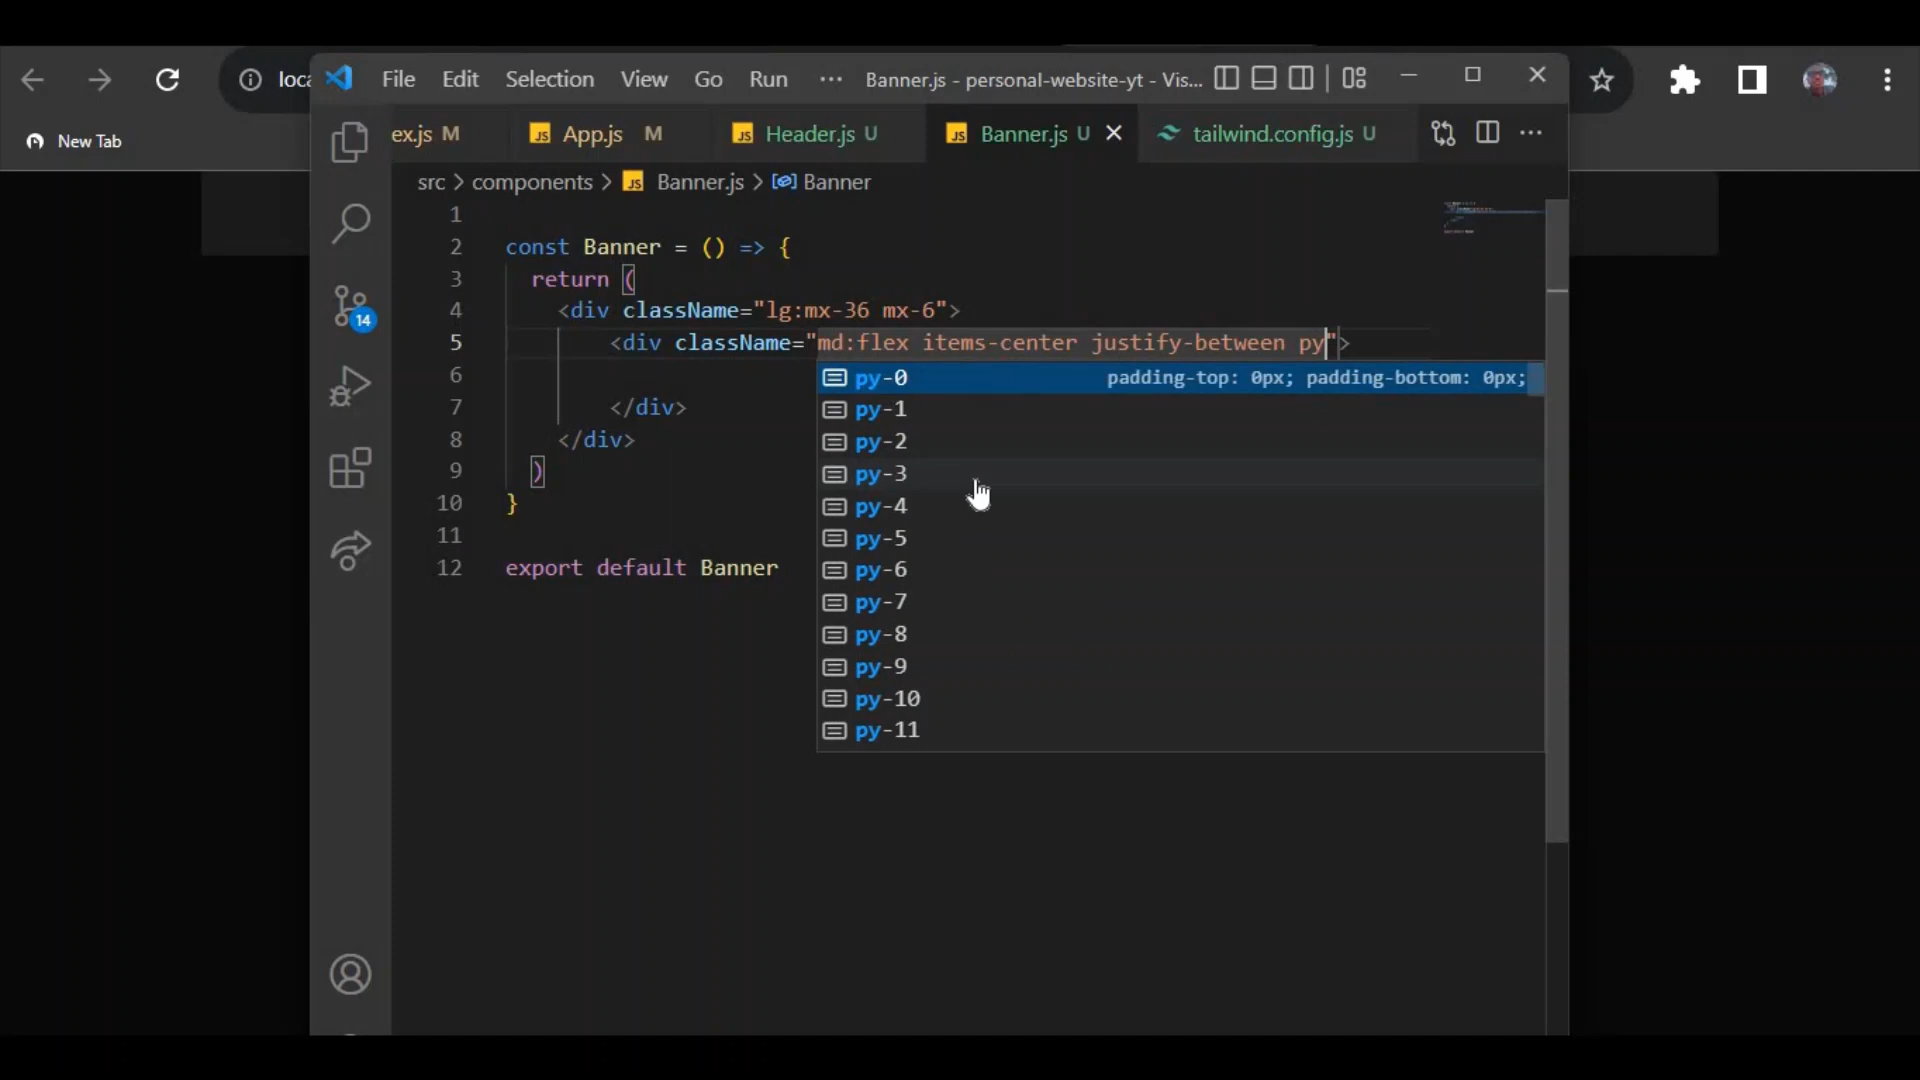 loca
File Edit Selection View Go Run ··· Banner.js - personal-website-yt - Vis...
New Tab
ex.js M JS App.js M JS Header.js U JS Banner.js U tailwind.config.js U ···
src > components > JS Banner.js > Banner
1
2 const Banner = () => {
3 return (
4 <div className="lg:mx-36 mx-6">
5 <div className="md:flex items-center justify-between py">
6
7 </div>
8 </div>
9 )
10 }
11
12 export default Banner
py-0 padding-top: 0px; padding-bottom: 0px;
py-1
py-2
py-3
py-4
py-5
py-6
py-7
py-8
py-9
py-10
py-11
14